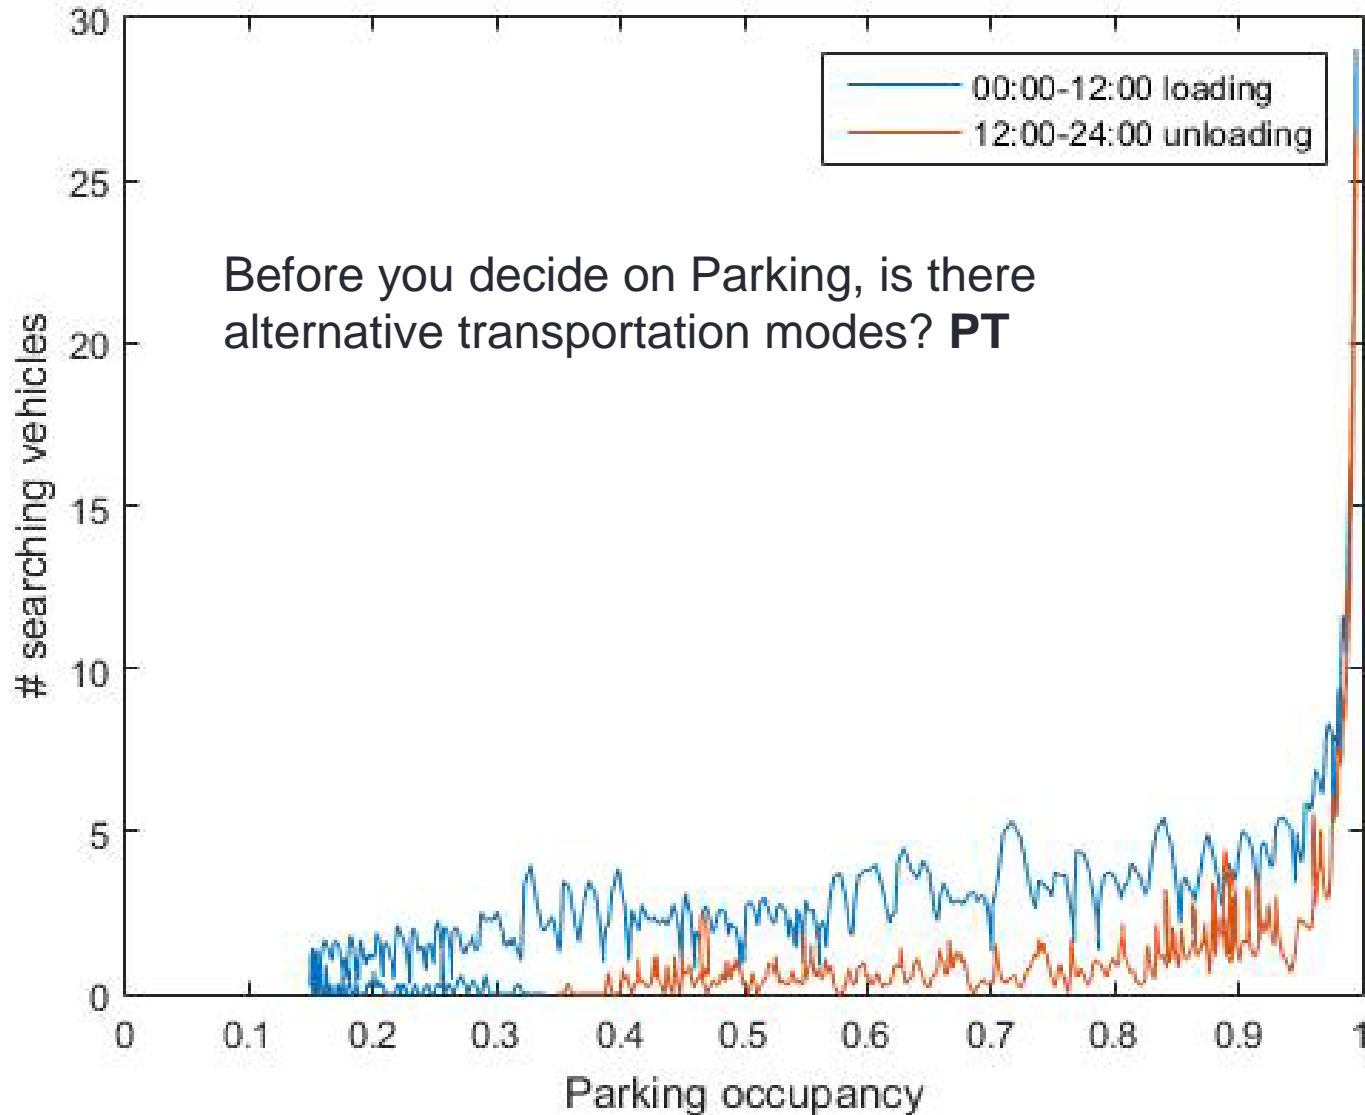 30
25
20
15
10
5
0
# searching vehicles
00:00-12:00 loading
12:00-24:00 unloading
Before you decide on Parking, is there
alternative transportation modes? PT
0 0.1 0.2 0.3 0.4 0.5 0.6 0.7 0.8 0.9 1
Parking occupancy